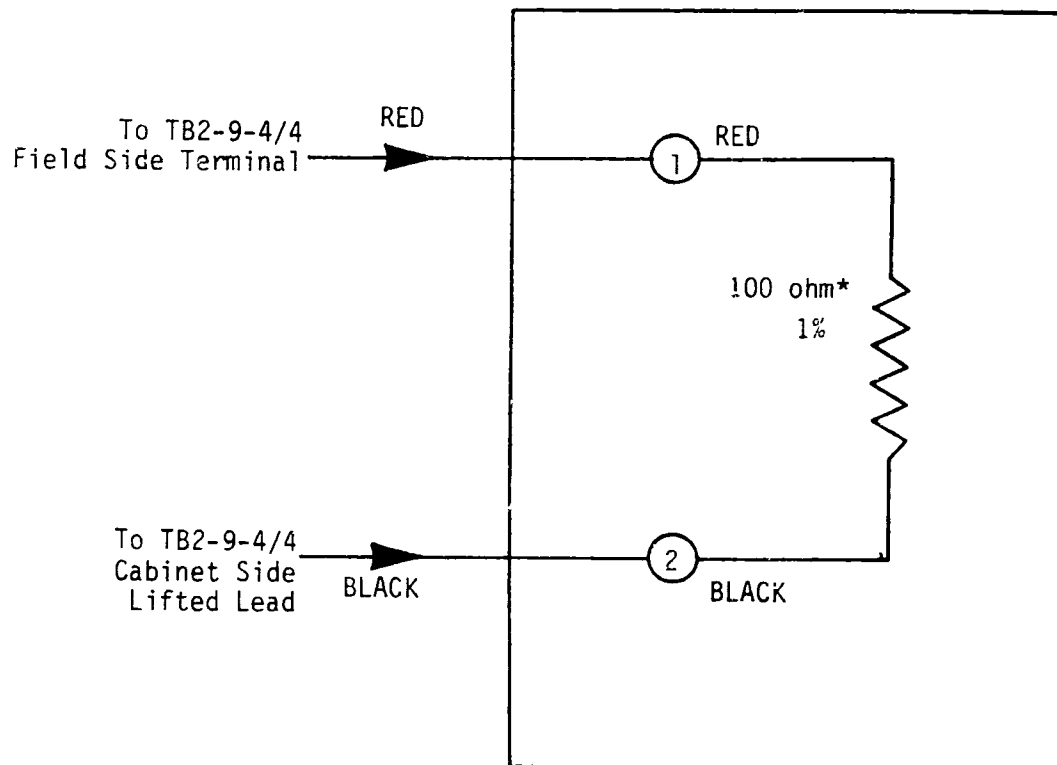 To TB2-9-4/4
Field Side Terminal
RED
1
RED
100 ohm*
1%
To TB2-9-4/4
Cabinet Side
Lifted Lead
BLACK
2
BLACK